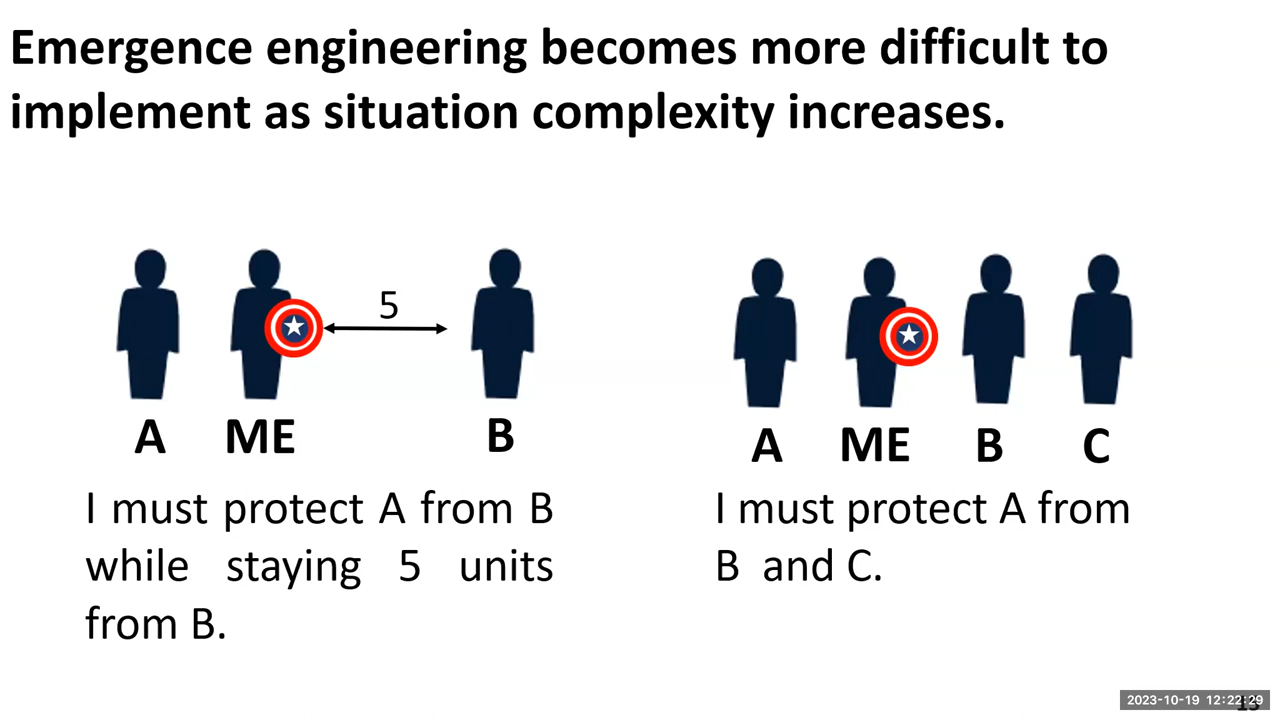 Emergence engineering becomes more difficult to
implement as situation complexity increases.
5
A ME B
I must protect A from B
while staying 5 units
from B.
A ME B C
I must protect A from
B and C.
2023-10-19 12:22:29